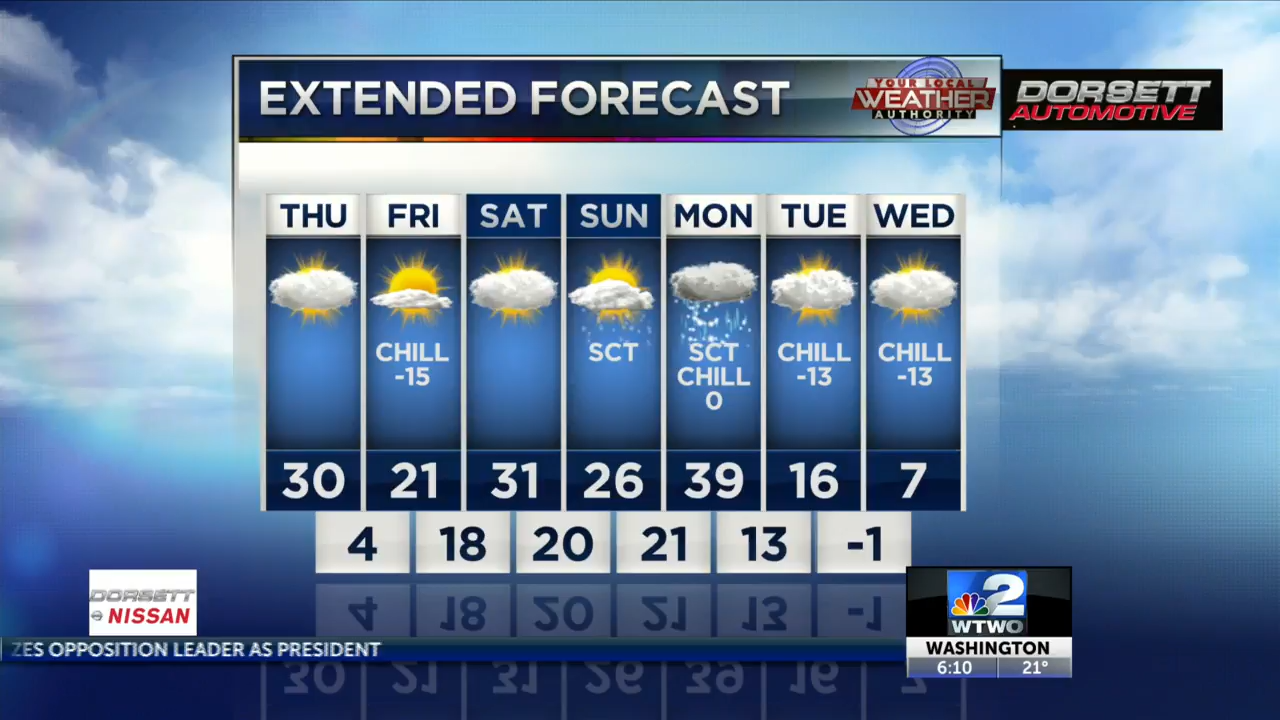 EXTENDED FORECAST
YOUR LOCAL
WEATHER
AUTHORITY
DORSETT
AUTOMOTIVE
THU FRI SAT SUN MON TUE WED
CHILL
-15
SCT
SCT
CHILL
0
CHILL
-13
CHILL
-13
30 21 31 26 39 16 7
4 18 20 21 13 -1
DORSETT
NISSAN
2
WTWO
WASHINGTON
6:10 21°
ZES OPPOSITION LEADER AS PRESIDENT